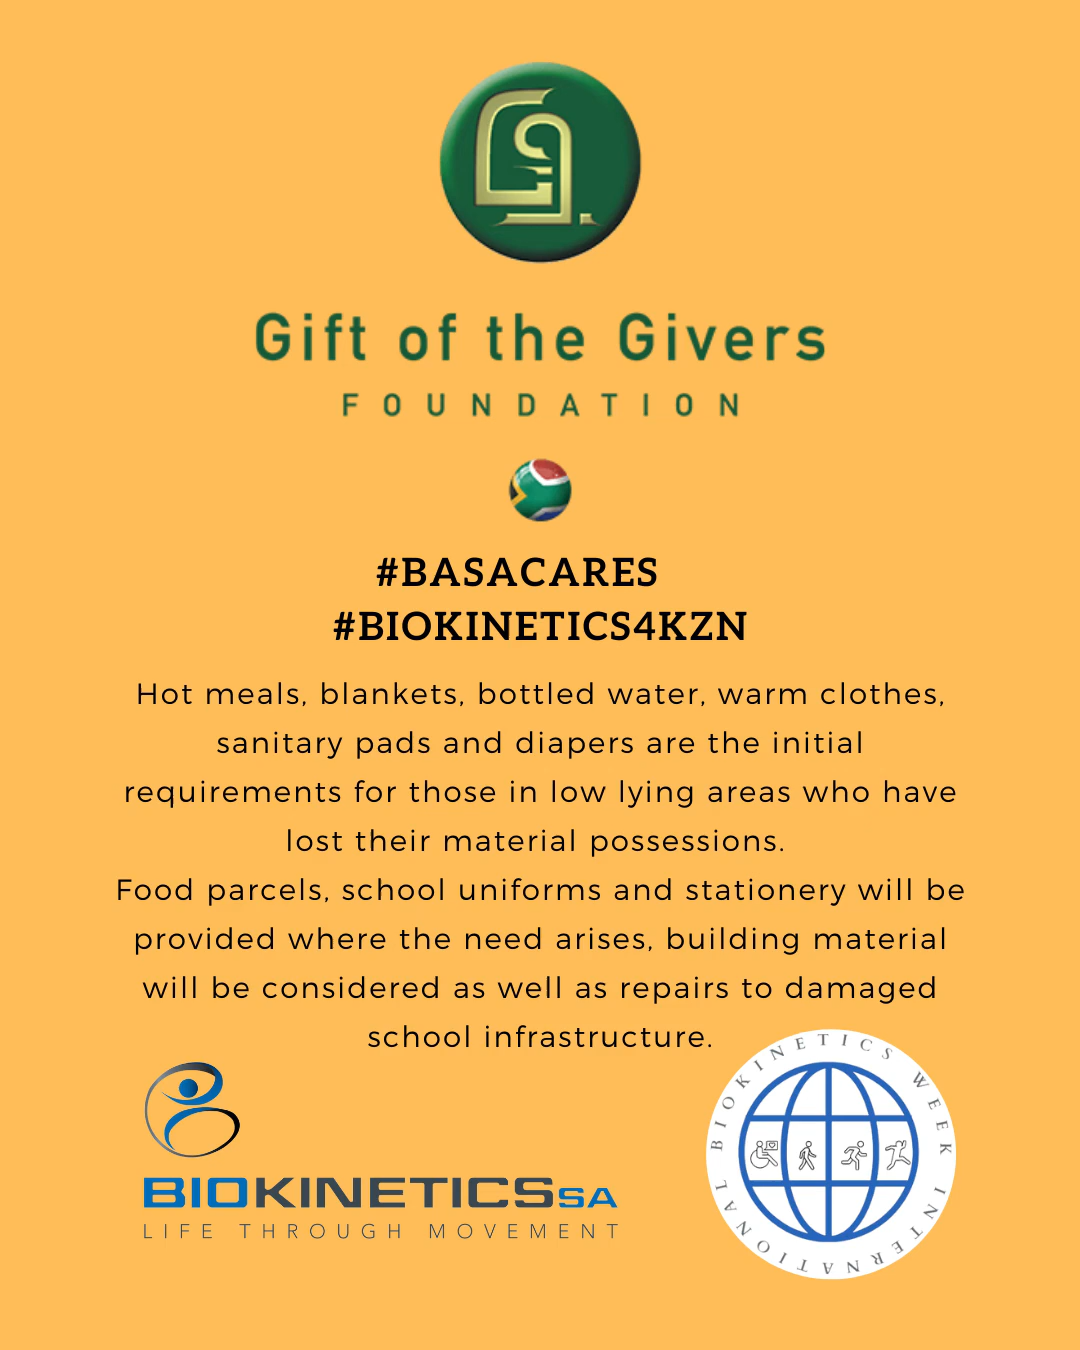 Gift of the Givers
FOUNDATION
#BASACARES
#BIOKINETICS4KZN
Hot meals, blankets, bottled water, warm clothes,
sanitary pads and diapers are the initial
requirements for those in low lying areas who have
lost their material possessions.
Food parcels, school uniforms and stationery will be
provided where the need arises, building material
will be considered as well as repairs to damaged
school infrastructure.
BIOKINETICSSA
LIFE THROUGH MOVEMENT
INTERNATIONAL BIOKINETICS WEEK